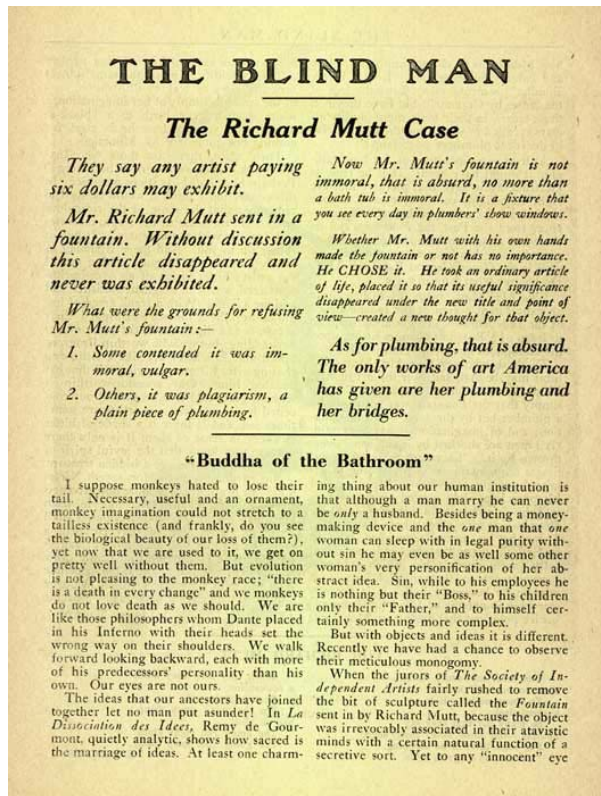 THE BLIND MAN
The Richard Mutt Case
They say any artist paying
six dollars may exhibit.
Mr. Richard Mutt sent in a
fountain. Without discussion
this article disappeared and
never was exhibited.
What were the grounds for refusing
Mr. Mutt's fountain:—
1. Some contended it was im-
moral, vulgar.
2. Others, it was plagiarism, a
plain piece of plumbing.
Now Mr. Mutt's fountain is not
immoral, that is absurd, no more than
a bath tub is immoral. It is a fixture that
you see every day in plumbers' show windows.
Whether Mr. Mutt with his own hands
made the fountain or not has no importance.
He CHOSE it. He took an ordinary article
of life, placed it so that its useful significance
disappeared under the new title and point of
view—created a new thought for that object.
As for plumbing, that is absurd.
The only works of art America
has given are her plumbing and
her bridges.
"Buddha of the Bathroom"
I suppose monkeys hated to lose their
tail. Necessary, useful and an ornament,
monkey imagination could not stretch to a
tailless existence (and frankly, do you see
the biological beauty of our loss of them?),
yet now that we are used to it, we get on
pretty well without them. But evolution
is not pleasing to the monkey race; "there
is a death in every change" and we monkeys
do not love death as we should. We are
like those philosophers whom Dante placed
in his Inferno with their heads set the
wrong way on their shoulders. We walk
forward looking backward, each with more
of his predecessors' personality than his
own. Our eyes are not ours.
The ideas that our ancestors have joined
together let no man put asunder! In La
Dissociation des Idees, Remy de Gour-
mont, quietly analytic, shows how sacred is
the marriage of ideas. At least one charm-
ing thing about our human institution is
that although a man marry he can never
be only a husband. Besides being a money-
making device and the one man that one
woman can sleep with in legal purity with-
out sin he may even be as well some other
woman's very personification of her ab-
stract idea. Sin, while to his employees he
is nothing but their "Boss," to his children
only their "Father," and to himself cer-
tainly something more complex.
But with objects and ideas it is different.
Recently we have had a chance to observe
their meticulous monogomy.
When the jurors of The Society of In-
dependent Artists fairly rushed to remove
the bit of sculpture called the Fountain
sent in by Richard Mutt, because the object
was irrevocably associated in their atavistic
minds with a certain natural function of a
secretive sort. Yet to any "innocent" eye